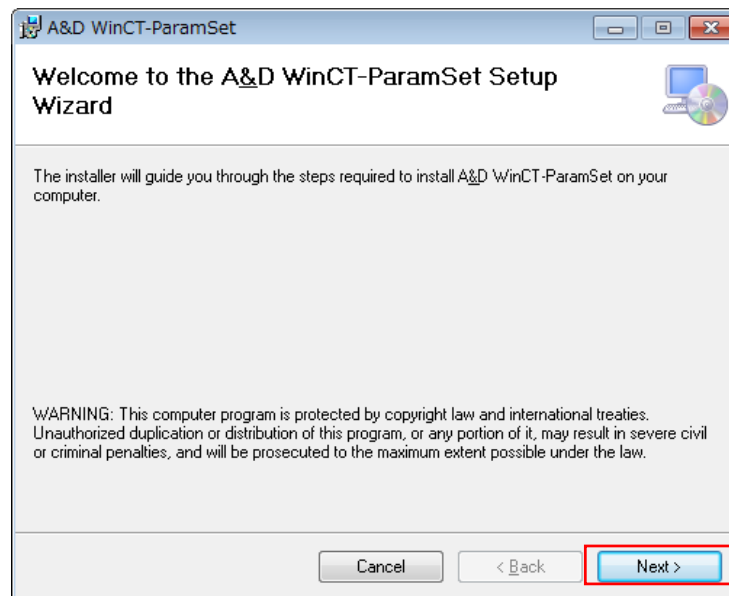 A&D WinCT-ParamSet
Welcome to the A&D WinCT-ParamSet Setup
Wizard
The installer will guide you through the steps required to install A&D WinCT-ParamSet on your
computer.
WARNING: This computer program is protected by copyright law and international treaties.
Unauthorized duplication or distribution of this program, or any portion of it, may result in severe civil
or criminal penalties, and will be prosecuted to the maximum extent possible under the law.
Cancel
< Back
Next >